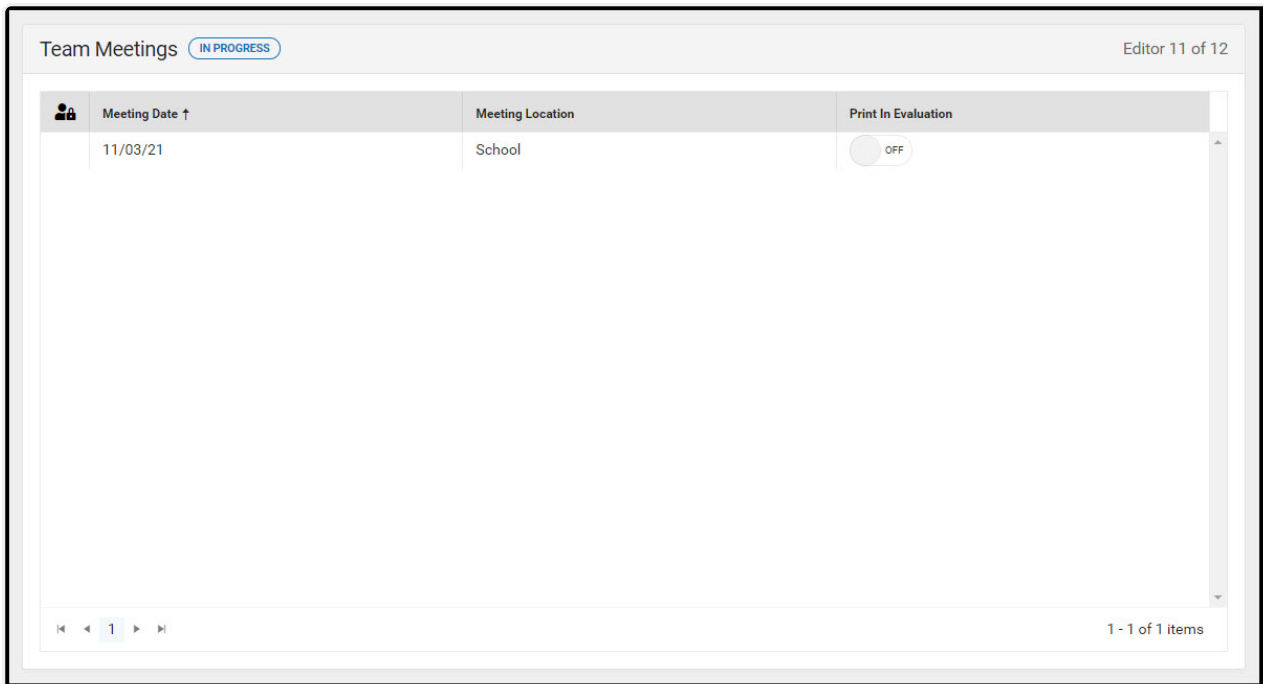 Team Meetings IN PROGRESS Editor 11 of 12
Meeting Date ↑ Meeting Location Print In Evaluation
11/03/21 School OFF
1 1 - 1 of 1 items